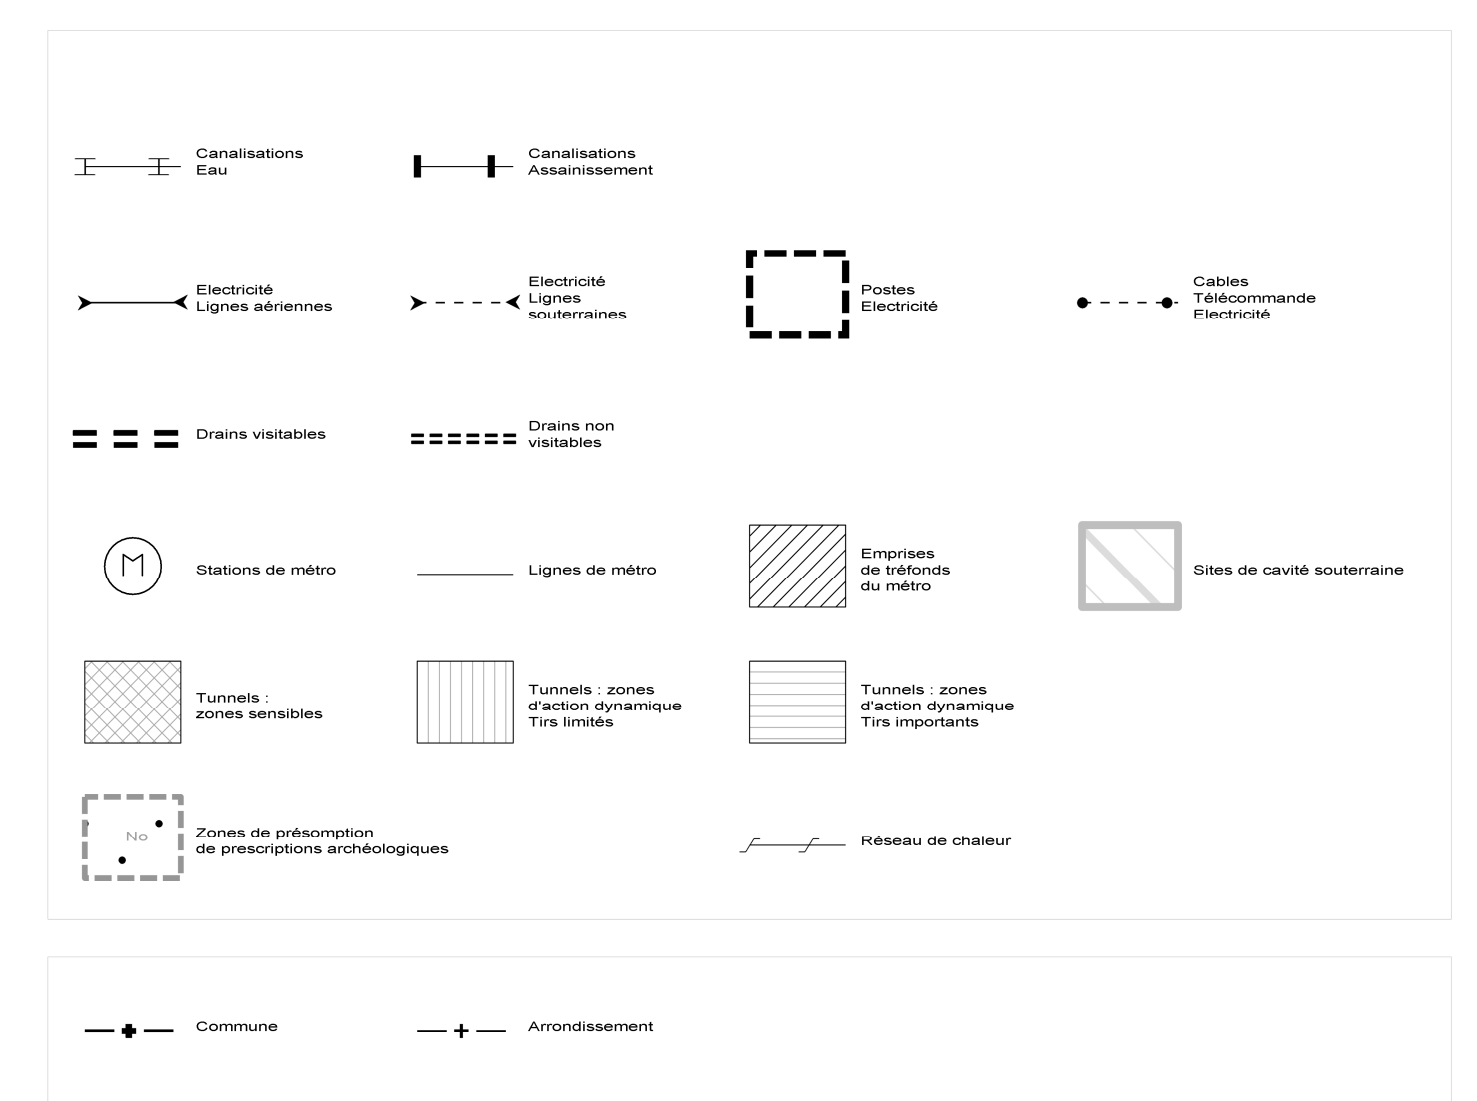 Canalisations
Eau
Canalisations
Assainissement
Electricité
Lignes aériennes
Electricité
Lignes
souterraines
Postes
Electricité
Cables
Télécommande
Electricité
Drains visitables
Drains non
visitables
M
Stations de métro
Lignes de métro
Emprises
de tréfonds
du métro
Sites de cavité souterraine
Tunnels :
zones sensibles
Tunnels : zones
d'action dynamique
Tirs limités
Tunnels : zones
d'action dynamique
Tirs importants
No
Zones de présomption
de prescriptions archéologiques
Réseau de chaleur
Commune
Arrondissement